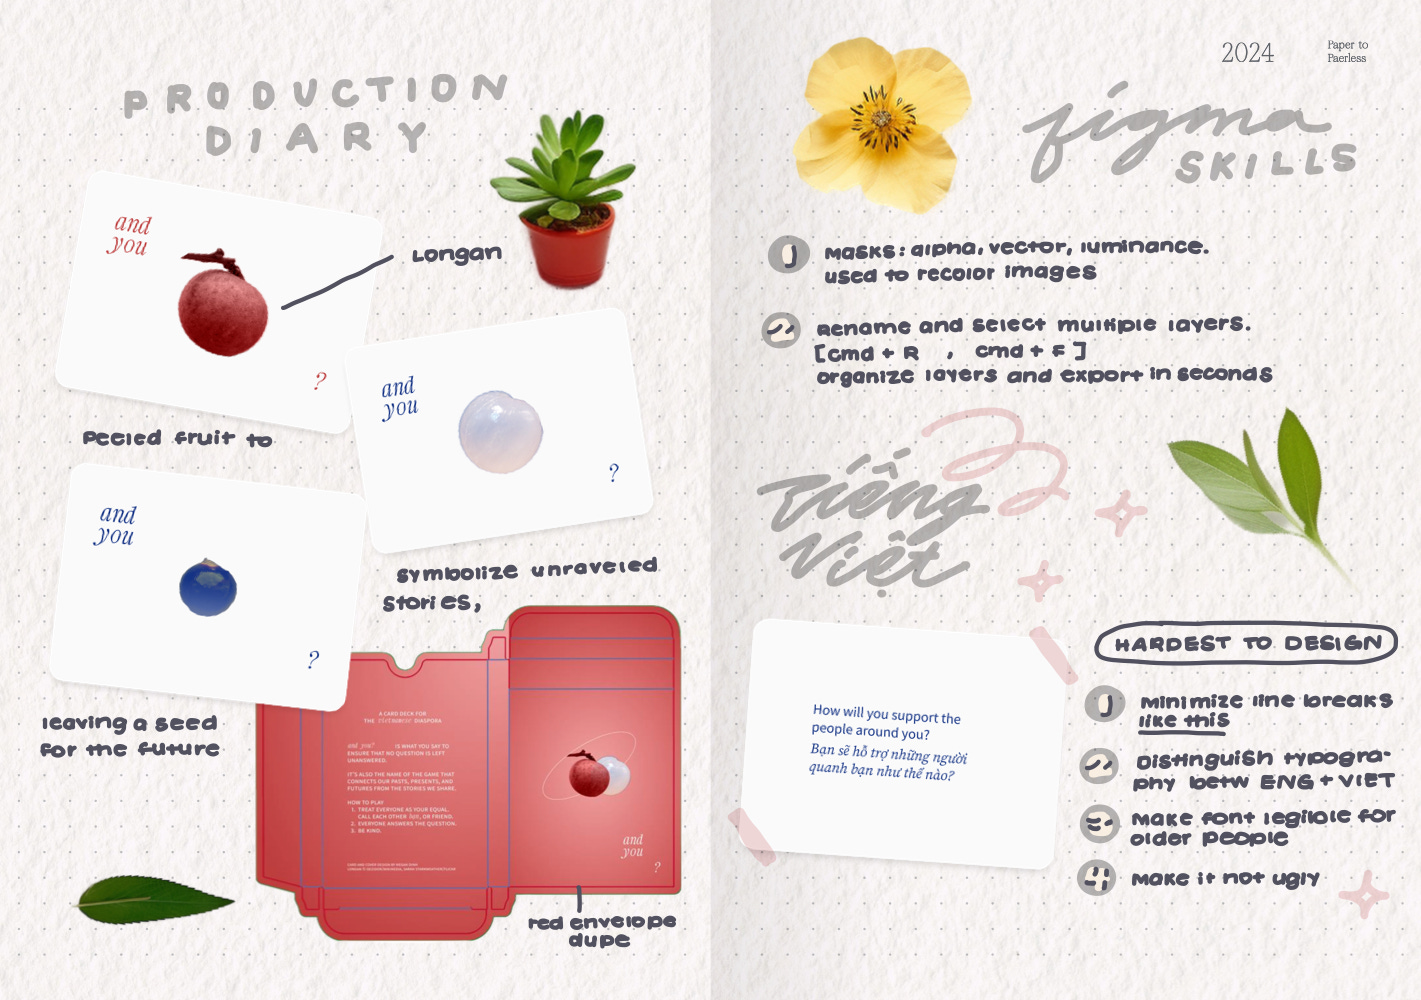 PRODUCTION
DIARY
and
you
?
Longan
and
you
?
Peeled fruit to
and
you
?
symbolize unraveled
stories,
leaving a seed
for the future
A CARD DECK FOR
THE vietnamese DIASPORA
and you? IS WHAT YOU SAY TO
ENSURE THAT NO QUESTION IS LEFT
UNANSWERED.
IT'S ALSO THE NAME OF THE GAME THAT
CONNECTS OUR PASTS, PRESENTS, AND
FUTURES FROM THE STORIES WE SHARE.
HOW TO PLAY
1. TREAT EVERYONE AS YOUR EQUAL.
CALL EACH OTHER bạn, OR FRIEND.
2. EVERYONE ANSWERS THE QUESTION.
3. BE KIND.
and
you
?
red envelope
dupe
2024
Paper to
Paerless
figma
SKILLS
1 Masks: alpha, vector, luminance.
used to recolor images
2 Rename and select multiple layers.
[cmd + R , cmd + F]
organize layers and export in seconds
Tiếng
Việt
How will you support the
people around you?
Bạn sẽ hỗ trợ những người
quanh bạn như thế nào?
HARDEST TO DESIGN
1 Minimize line breaks
like this
2 Distinguish typogra-
phy betw ENG + VIET
3 Make font legible for
older people
4 Make it not ugly